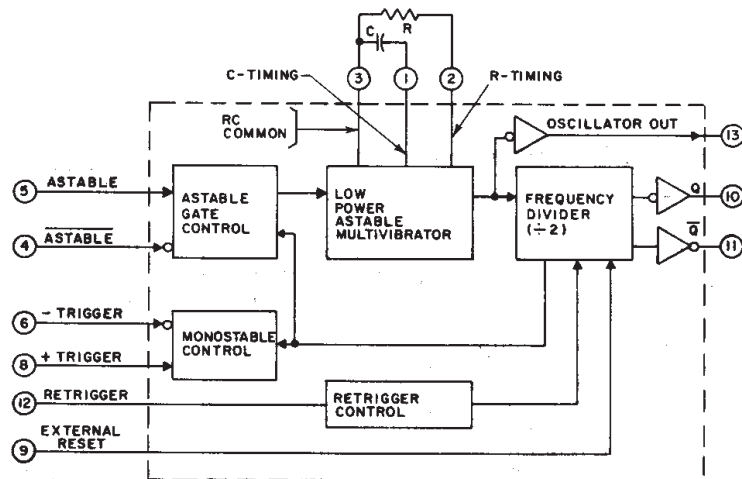 R
C
3
1
2
C-TIMING
R-TIMING
RC
COMMON
OSCILLATOR OUT
13
5
ASTABLE
ASTABLE
GATE
CONTROL
LOW
POWER
ASTABLE
MULTIVIBRATOR
FREQUENCY
DIVIDER
(÷2)
Q
10
4
ASTABLE
Q
11
6
- TRIGGER
MONOSTABLE
CONTROL
8
+ TRIGGER
12
RETRIGGER
RETRIGGER
CONTROL
9
EXTERNAL
RESET